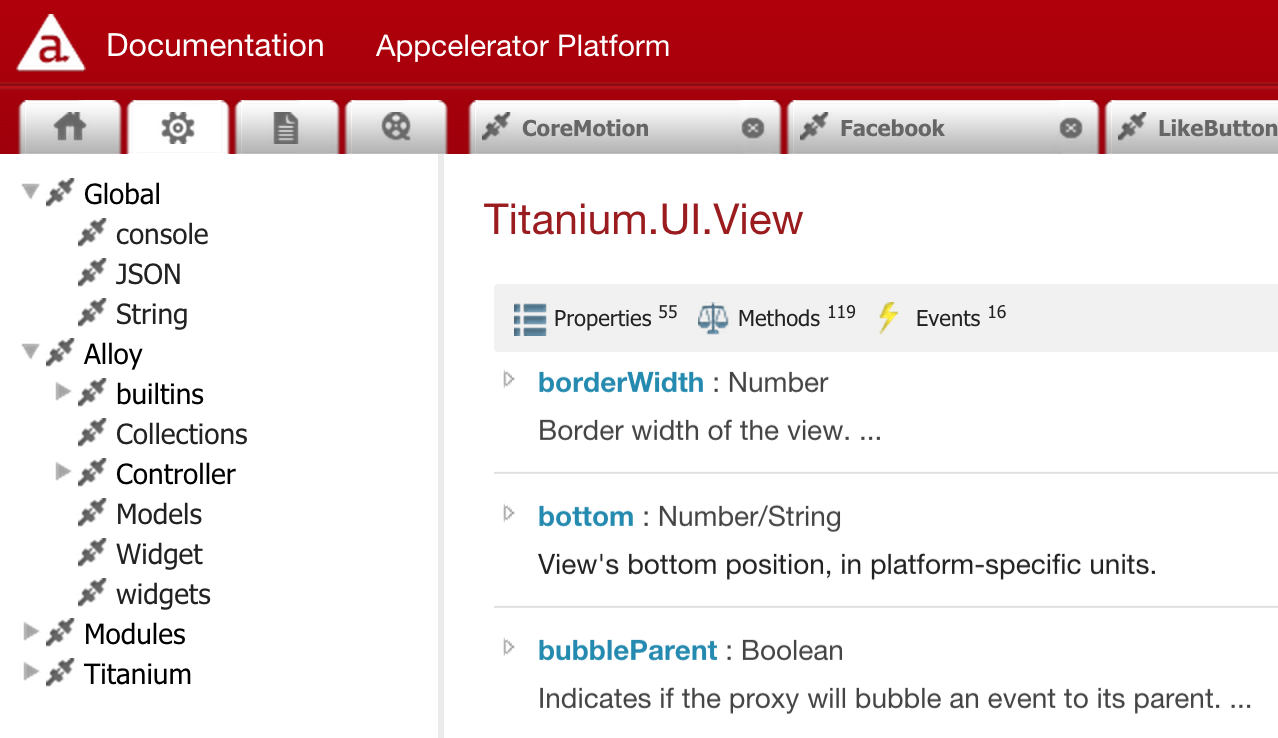 a.
Documentation Appcelerator Platform
CoreMotion Facebook LikeButton
Global
console
JSON
String
Alloy
builtins
Collections
Controller
Models
Widget
widgets
Modules
Titanium
Titanium.UI.View
Properties 55 Methods 119 Events 16
borderWidth : Number
Border width of the view. ...
bottom : Number/String
View's bottom position, in platform-specific units.
bubbleParent : Boolean
Indicates if the proxy will bubble an event to its parent. ...